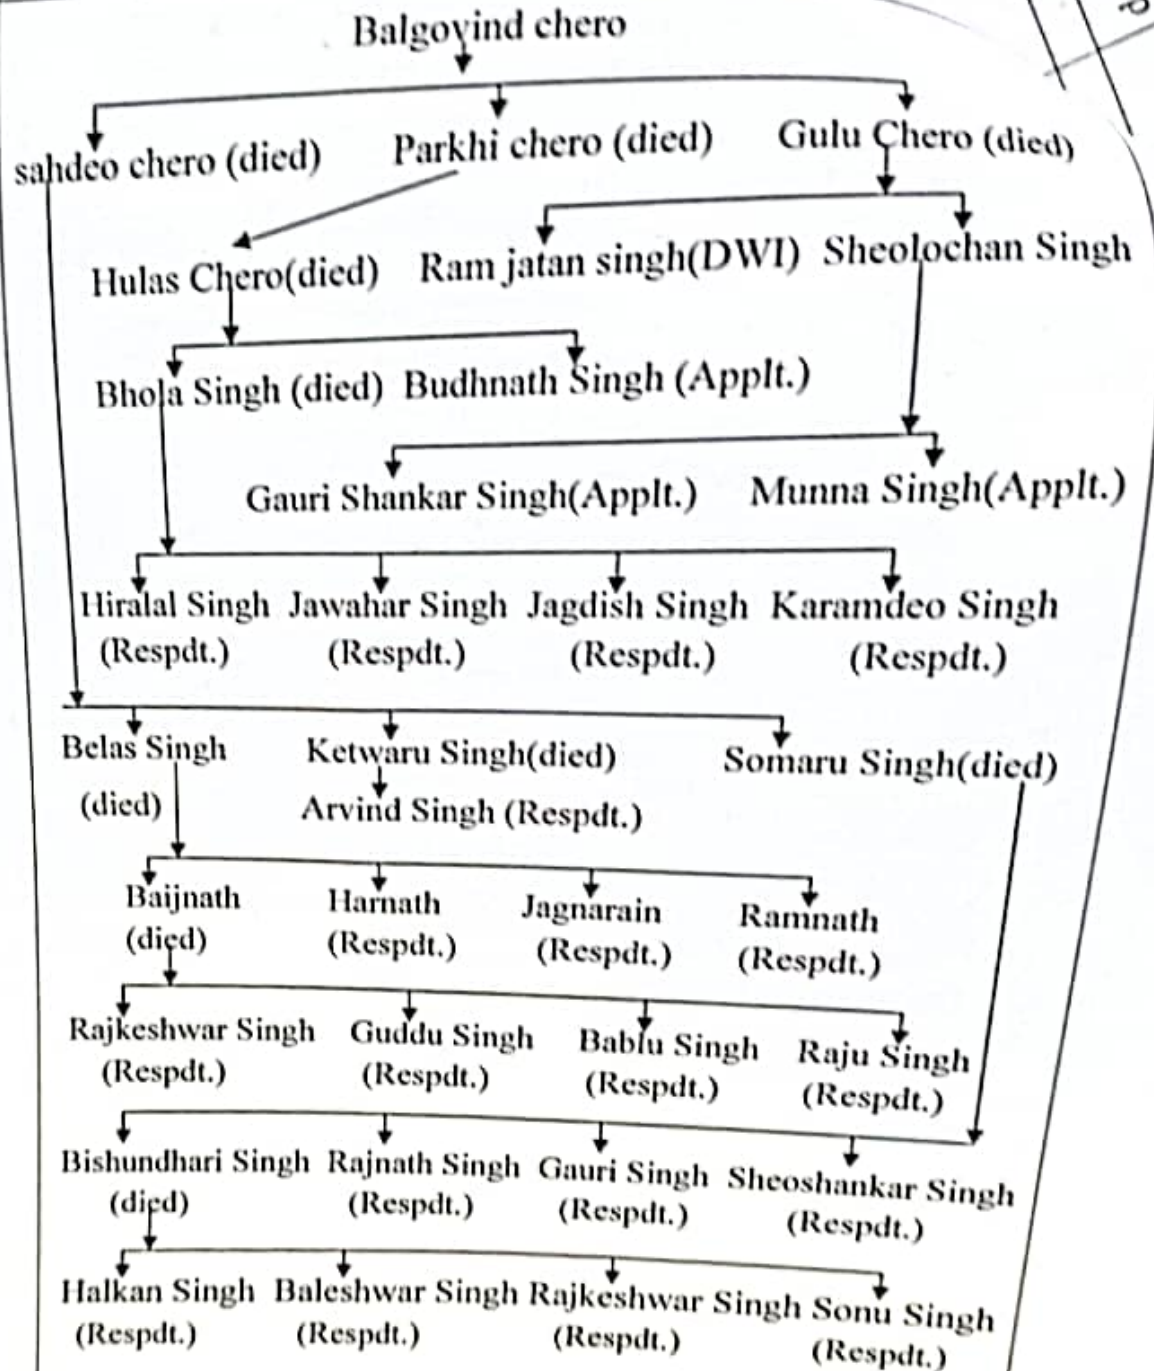 Balgovind chero
sahdeo chero (died) Parkhi chero (died) Gulu Chero (died)
Hulas Chero(died) Ram jatan singh(DWI) Sheolochan Singh
Bhola Singh (died) Budhnath Singh (Applt.)
Gauri Shankar Singh(Applt.) Munna Singh(Applt.)
Hiralal Singh Jawahar Singh Jagdish Singh Karamdeo Singh
(Respdt.) (Respdt.) (Respdt.) (Respdt.)
Belas Singh Ketwaru Singh(died) Somaru Singh(died)
(died) Arvind Singh (Respdt.)
Baijnath Harnath Jagnarain Ramnath
(died) (Respdt.) (Respdt.) (Respdt.)
Rajkeshwar Singh Guddu Singh Bablu Singh Raju Singh
(Respdt.) (Respdt.) (Respdt.) (Respdt.)
Bishundhari Singh Rajnath Singh Gauri Singh Sheoshankar Singh
(died) (Respdt.) (Respdt.) (Respdt.)
Halkan Singh Baleshwar Singh Rajkeshwar Singh Sonu Singh
(Respdt.) (Respdt.) (Respdt.) (Respdt.)